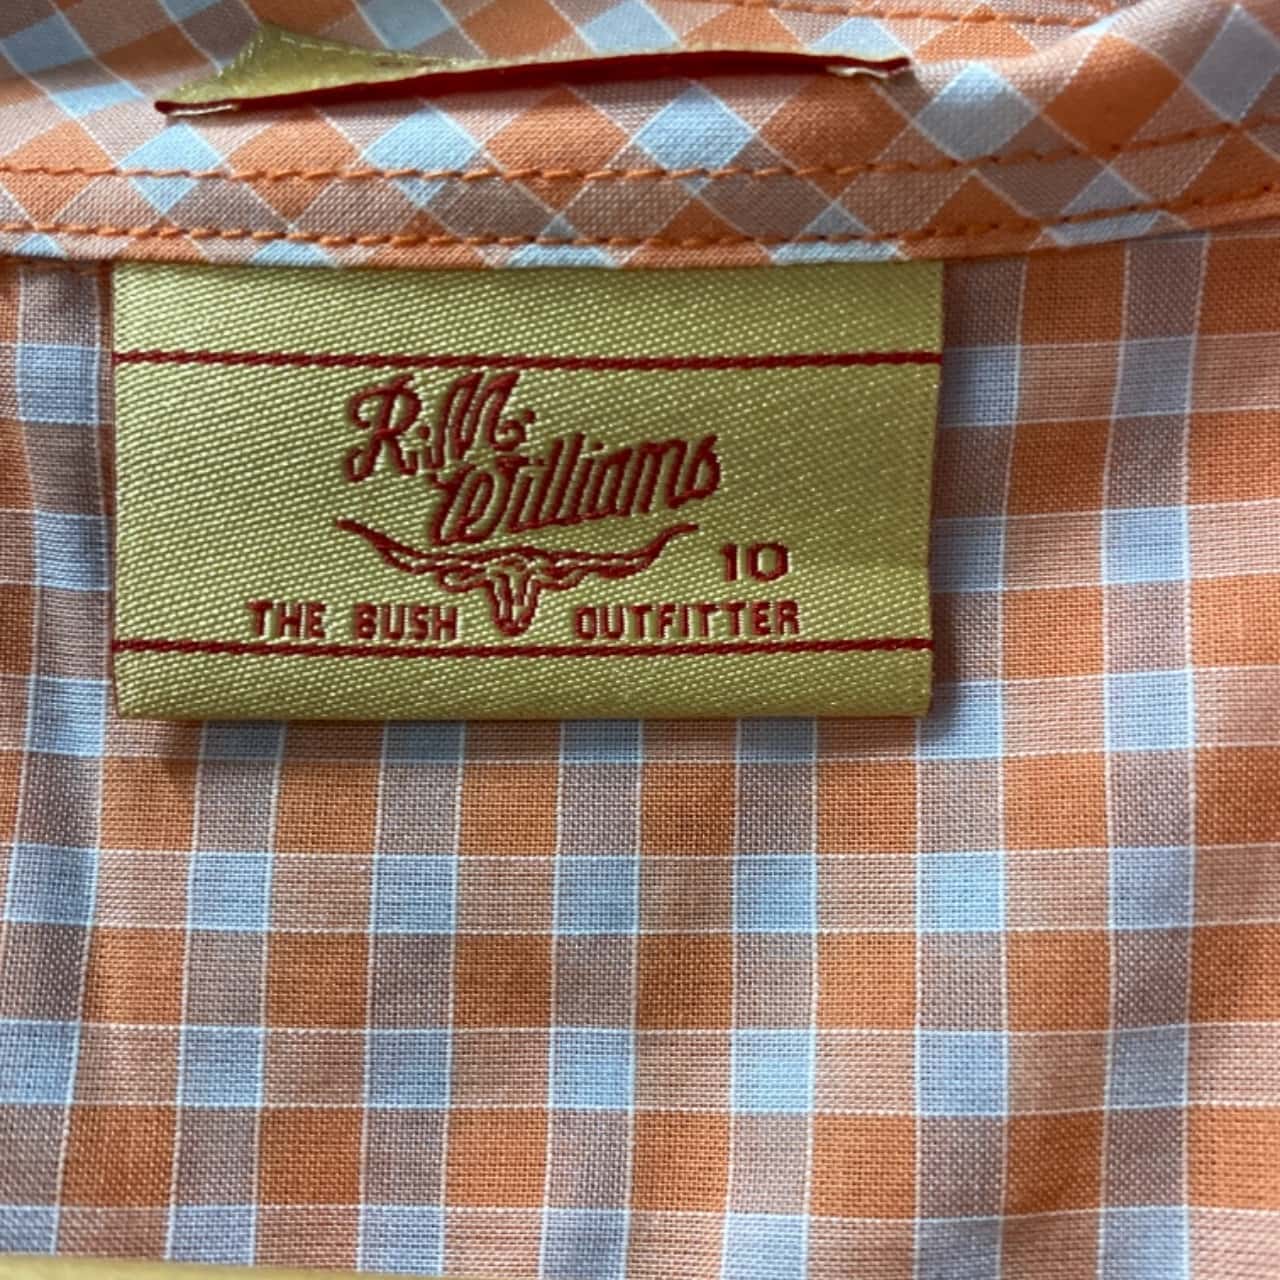 R.M.
Williams
10
THE BUSH OUTFITTER